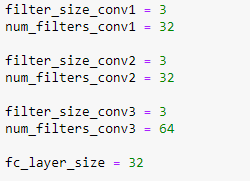 filter_size_conv1 = 3
num_filters_conv1 = 32
filter_size_conv2 = 3
num_filters_conv2 = 32
filter_size_conv3 = 3
num_filters_conv3 = 64
fc_layer_size = 32